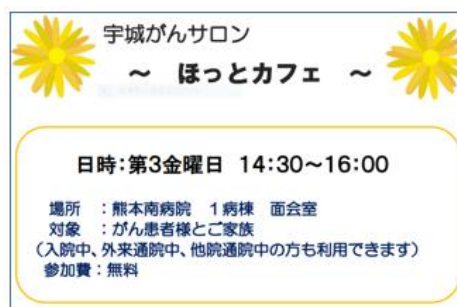 宇城がんサロン
～ ほっとカフェ ～
日時：第3金曜日 14:30～16:00
場所 ：熊本南病院 1病棟 面会室
対象 ：がん患者様とご家族
（入院中、外来通院中、他院通院中の方も利用できます）
参加費：無料